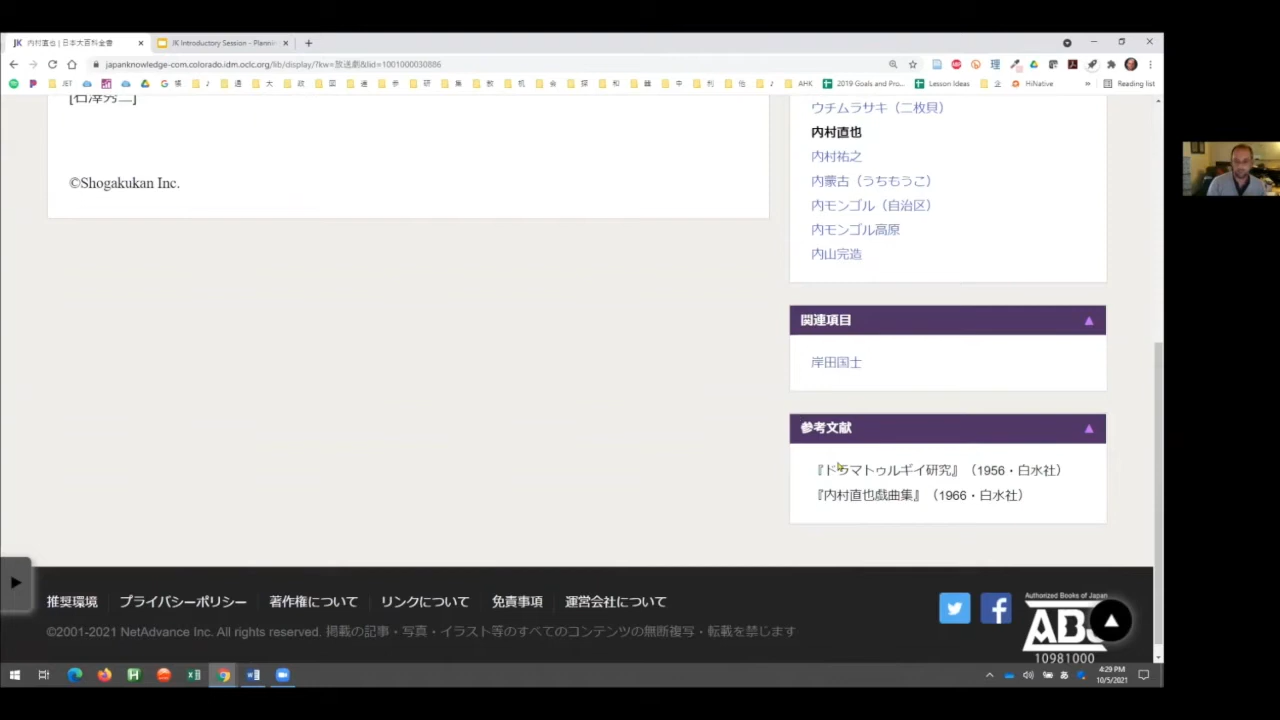 JK 内村直也 | 日本大百科全書
JK Introductory Session - Plannin
japanknowledge-com.colorado.idm.oclc.org/lib/display/?kw=放送劇&lid=1001000030886
JET
AHK
2019 Goals and Pro...
Lesson Ideas
HiNative
Reading list
[石澤秀二]
©Shogakukan Inc.
ウチムラサキ（二枚貝）
内村直也
内村祐之
内蒙古（うちもうこ）
内モンゴル（自治区）
内モンゴル高原
内山完造
関連項目
岸田国士
参考文献
『ドラマトゥルギイ研究』（1956・白水社）
『内村直也戯曲集』（1966・白水社）
推奨環境
プライバシーポリシー
著作権について
リンクについて
免責事項
運営会社について
©2001-2021 NetAdvance Inc. All rights reserved. 掲載の記事・写真・イラスト等のすべてのコンテンツの無断複写・転載を禁じます
Authorized Books of Japan
ABJ
10981000
4:29 PM
10/5/2021